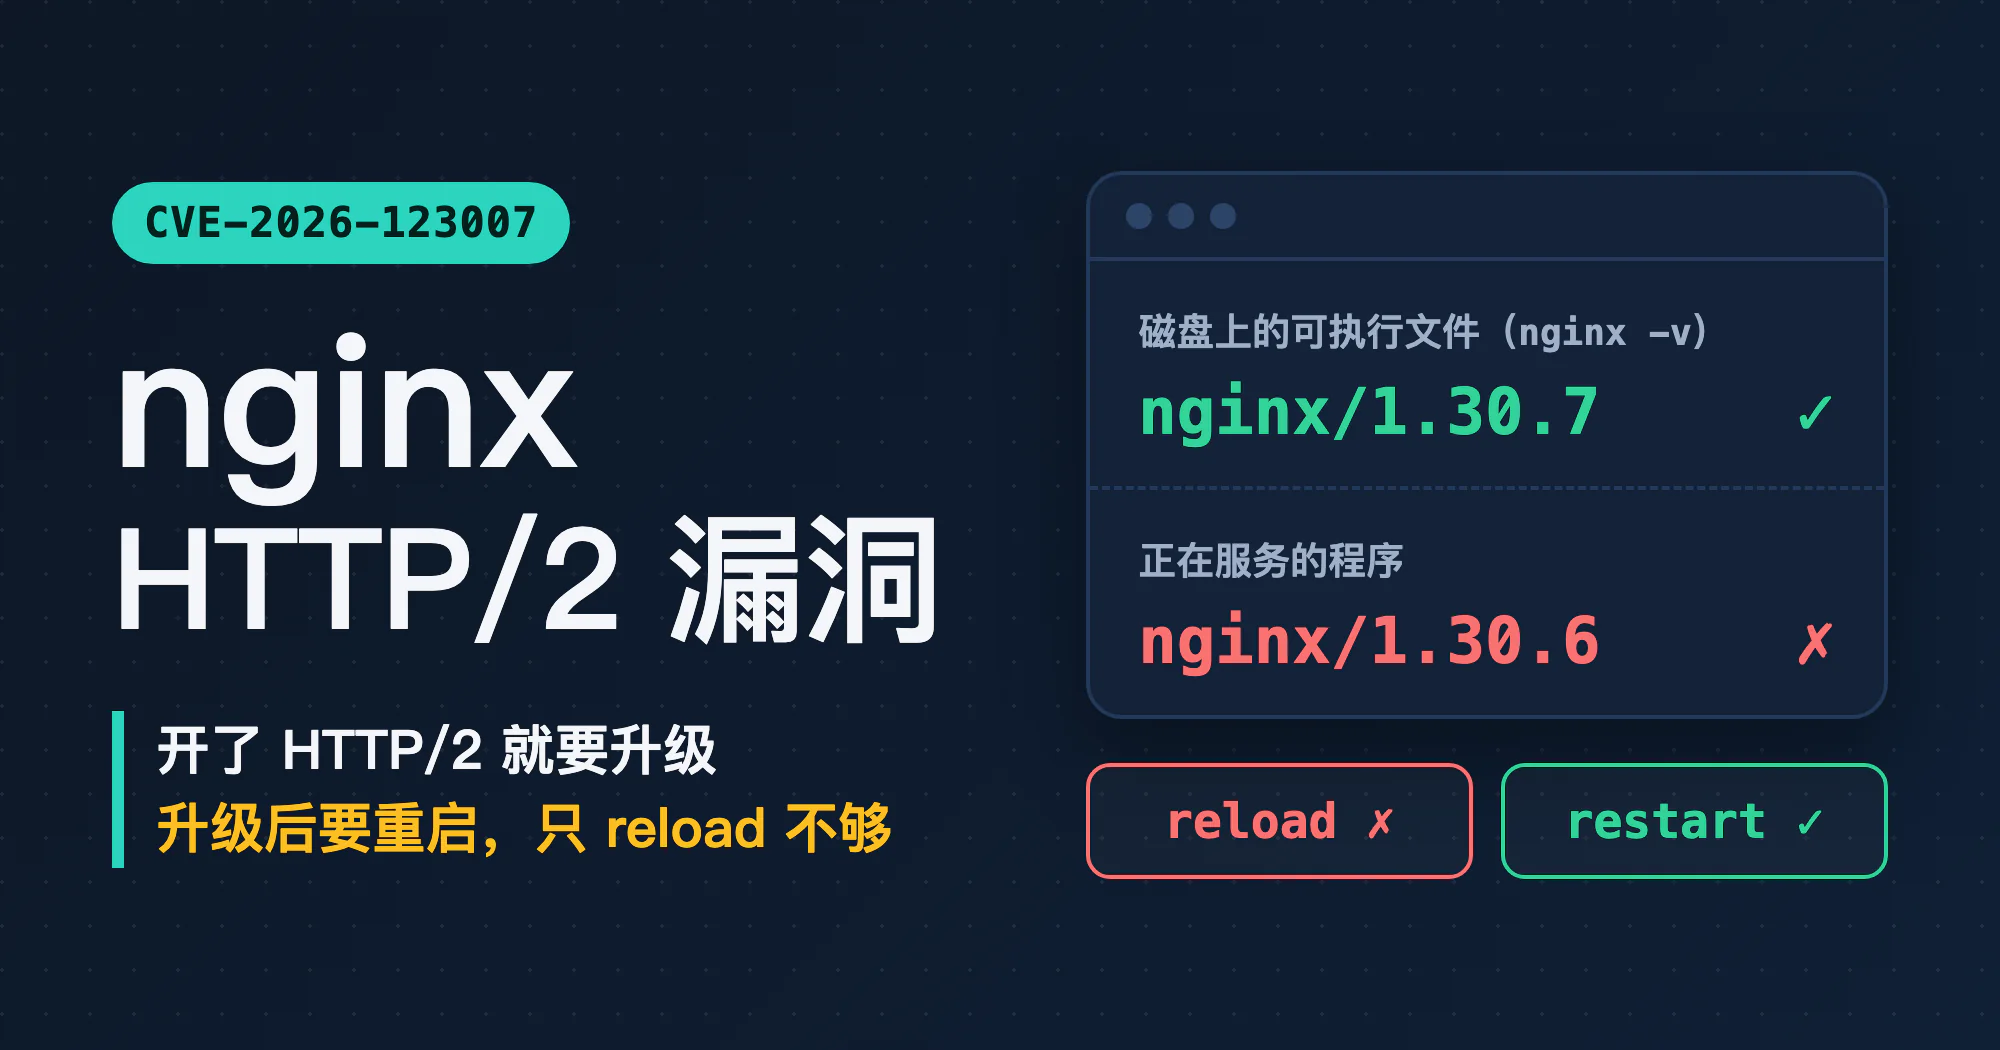 CVE-2026-123007
nginx
HTTP/2 漏洞
开了 HTTP/2 就要升级
升级后要重启，只 reload 不够
磁盘上的可执行文件（nginx -v）
nginx/1.30.7 ✓
正在服务的程序
nginx/1.30.6 ✗
reload ✗
restart ✓